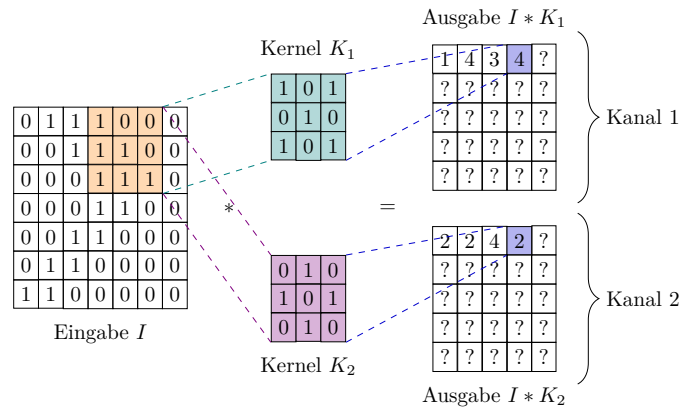 Ausgabe I ∗ K₁
Kernel K₁
1 4 3 4 ?
? ? ? ? ?
? ? ? ? ?
? ? ? ? ?
? ? ? ? ?
Kanal 1
1 0 1
0 1 0
1 0 1
0 1 1 1 0 0 0
0 0 1 1 1 0 0
0 0 0 1 1 1 0
0 0 0 1 1 0 0
0 0 1 1 0 0 0
0 1 1 0 0 0 0
1 1 0 0 0 0 0
Eingabe I
∗
=
0 1 0
1 0 1
0 1 0
Kernel K₂
2 2 4 2 ?
? ? ? ? ?
? ? ? ? ?
? ? ? ? ?
? ? ? ? ?
Kanal 2
Ausgabe I ∗ K₂